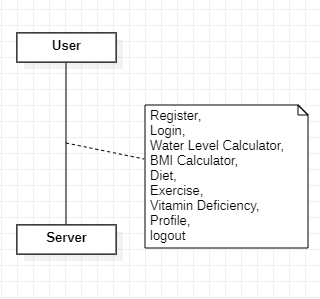 User
Register,
Login,
Water Level Calculator,
BMI Calculator,
Diet,
Exercise,
Vitamin Deficiency,
Profile,
logout
Server